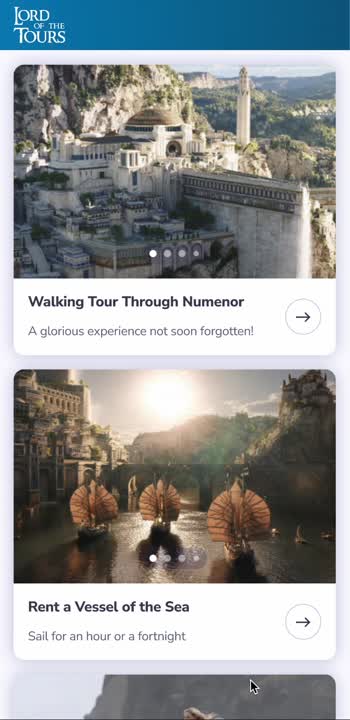 LORD
OF THE
TOURS
Walking Tour Through Numenor
A glorious experience not soon forgotten!
Rent a Vessel of the Sea
Sail for an hour or a fortnight